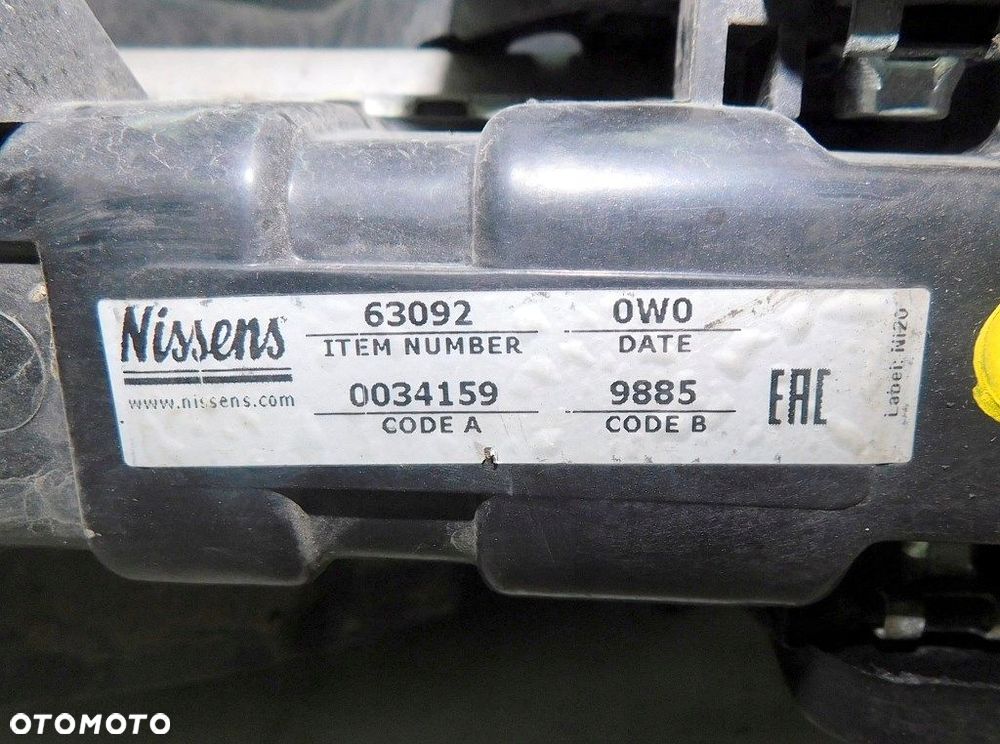 Nissens
www.nissens.com
63092
ITEM NUMBER
0W0
DATE
0034159
CODE A
9885
CODE B
EAC
Label: NI20
OTOMOTO